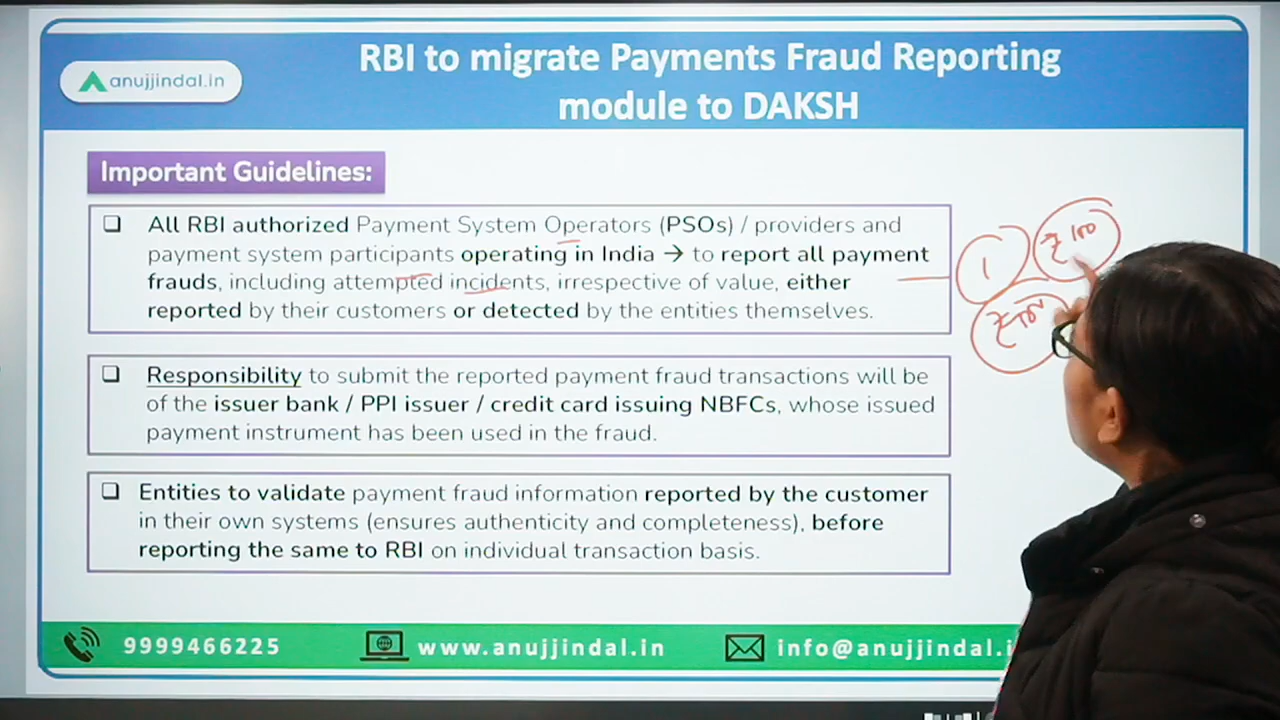 RBI to migrate Payments Fraud Reporting
module to DAKSH
anujjindal.in
Important Guidelines:
❑ All RBI authorized Payment System Operators (PSOs) / providers and
payment system participants operating in India → to report all payment
frauds, including attempted incidents, irrespective of value, either
reported by their customers or detected by the entities themselves.
1
₹100
❑ Responsibility to submit the reported payment fraud transactions will be
of the issuer bank / PPI issuer / credit card issuing NBFCs, whose issued
payment instrument has been used in the fraud.
❑ Entities to validate payment fraud information reported by the customer
in their own systems (ensures authenticity and completeness), before
reporting the same to RBI on individual transaction basis.
9999466225
www.anujjindal.in
info@anujjindal.i